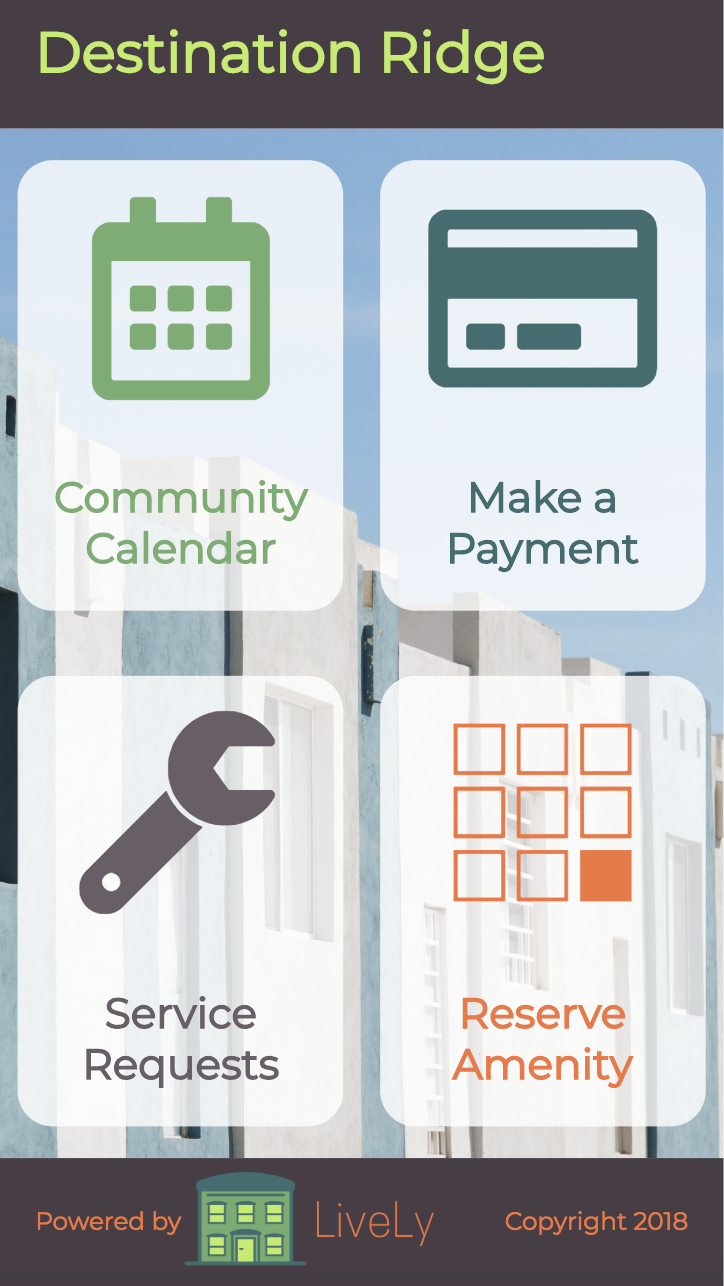 Destination Ridge
Community
Calendar
Make a
Payment
Service
Requests
Reserve
Amenity
Powered by LiveLy Copyright 2018